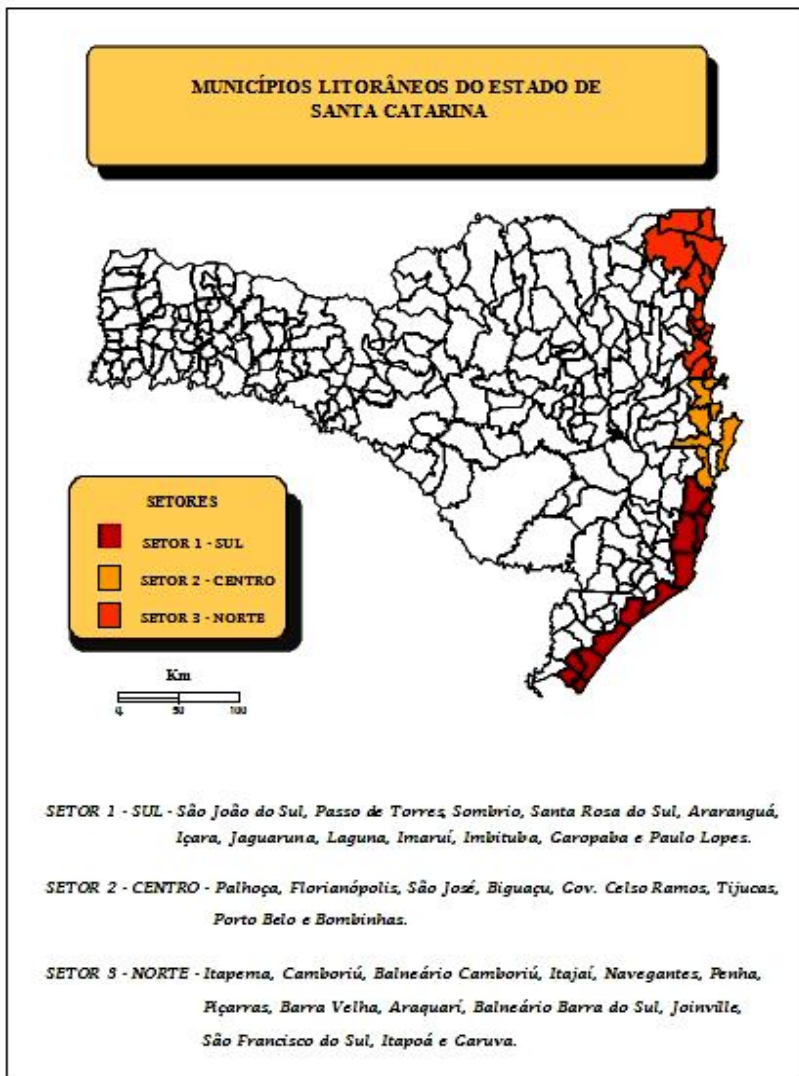 MUNICÍPIOS LITORÂNEOS DO ESTADO DE
SANTA CATARINA
SETORES
SETOR 1 - SUL
SETOR 2 - CENTRO
SETOR 3 - NORTE
Km
0 50 100
SETOR 1 - SUL - São João do Sul, Passo de Torres, Sombrio, Santa Rosa do Sul, Araranguá,
Içara, Jaguaruna, Laguna, Imaruí, Imbituba, Garopaba e Paulo Lopes.
SETOR 2 - CENTRO - Palhoça, Florianópolis, São José, Biguaçu, Gov. Celso Ramos, Tijucas,
Porto Belo e Bombinhas.
SETOR 3 - NORTE - Itapema, Camboriú, Balneário Camboriú, Itajaí, Navegantes, Penha,
Piçarras, Barra Velha, Araquarí, Balneário Barra do Sul, Joinville,
São Francisco do Sul, Itapoá e Garuva.